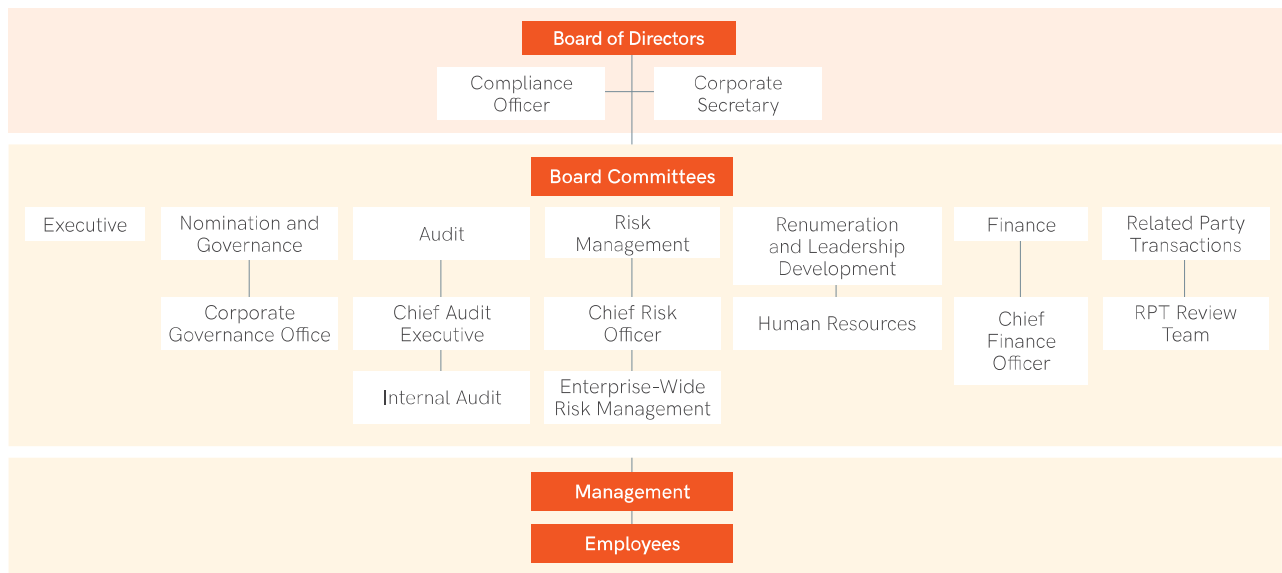 Board of Directors
Compliance
Officer
Corporate
Secretary
Board Committees
Executive
Nomination and
Governance
Audit
Risk
Management
Renumeration
and Leadership
Development
Finance
Related Party
Transactions
Corporate
Governance Office
Chief Audit
Executive
Chief Risk
Officer
Human Resources
Chief
Finance
Officer
RPT Review
Team
Internal Audit
Enterprise-Wide
Risk Management
Management
Employees